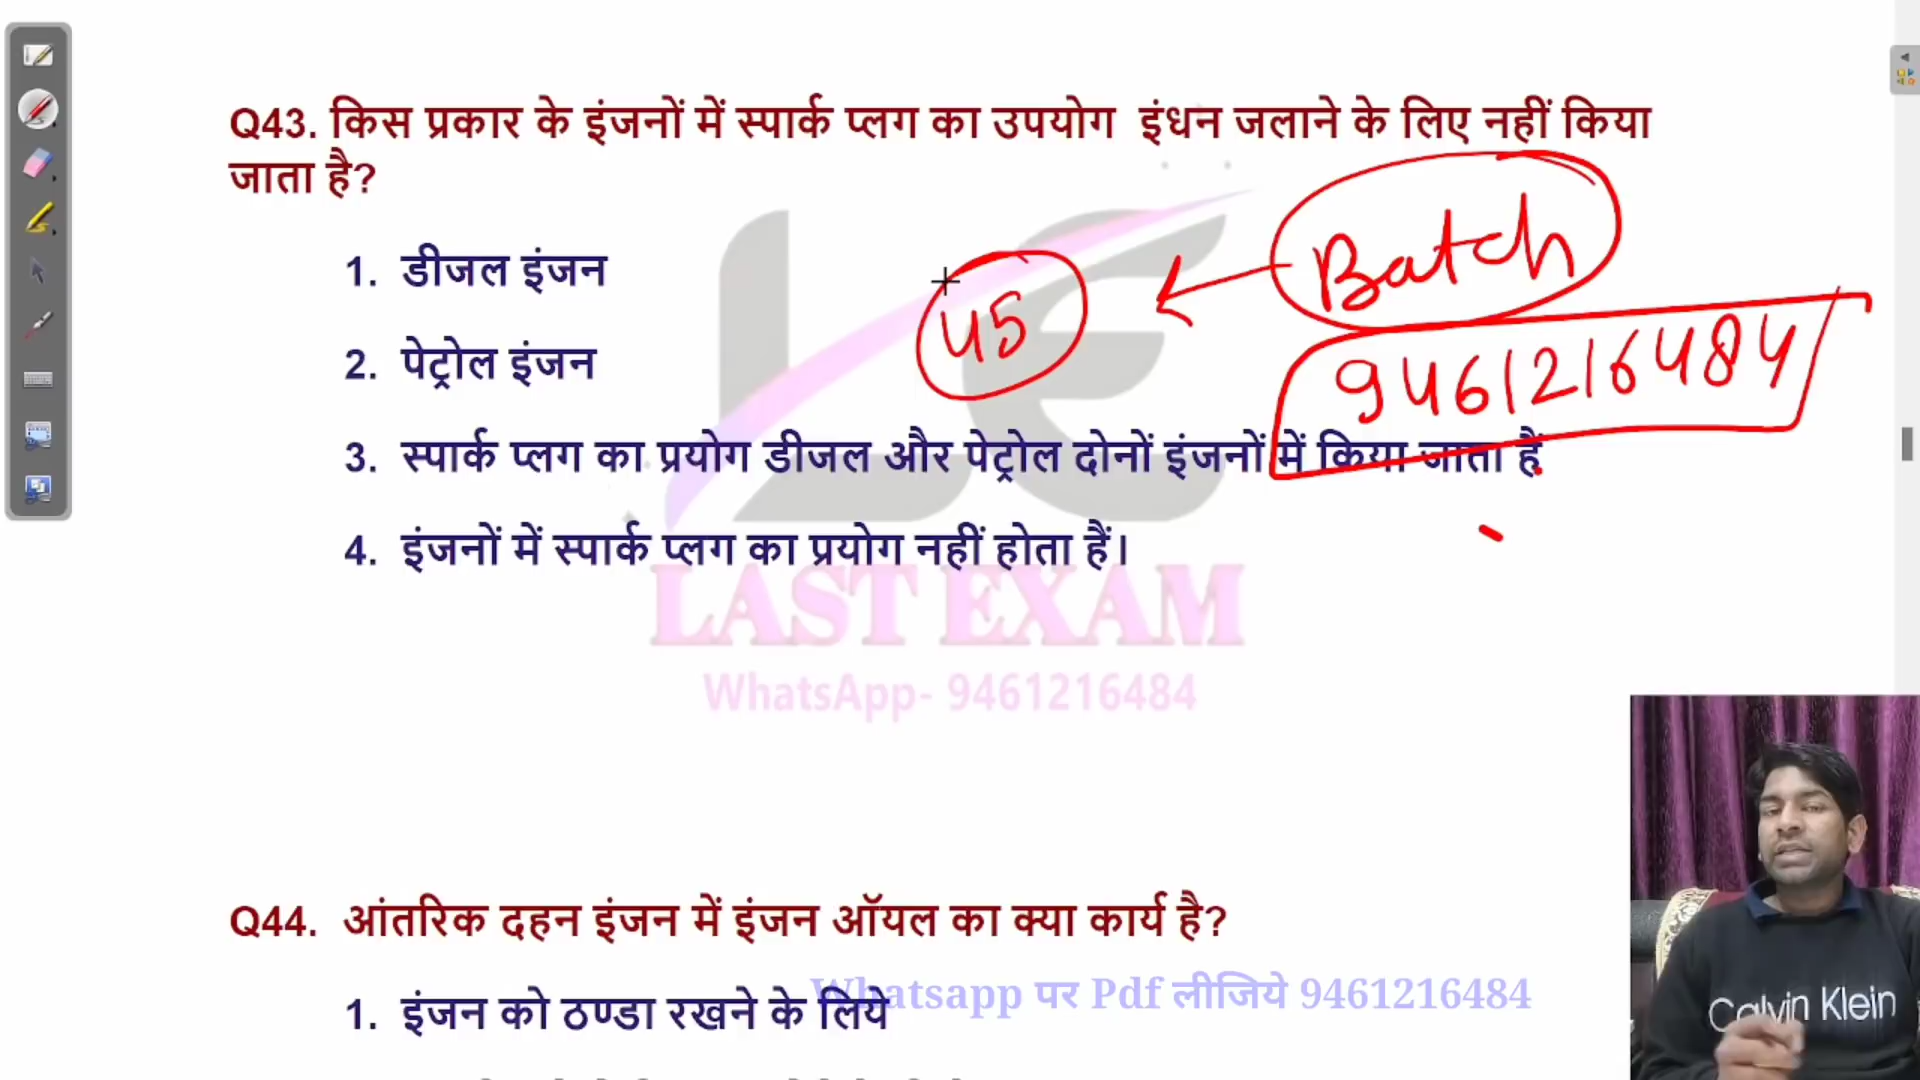 Q43. किस प्रकार के इंजनों में स्पार्क प्लग का उपयोग इंधन जलाने के लिए नहीं किया
जाता है?
1. डीजल इंजन
2. पेट्रोल इंजन
3. स्पार्क प्लग का प्रयोग डीजल और पेट्रोल दोनों इंजनों में किया जाता हैं
4. इंजनों में स्पार्क प्लग का प्रयोग नहीं होता हैं।
45
Batch
9461216484
LE
LAST EXAM
WhatsApp- 9461216484
Q44. आंतरिक दहन इंजन में इंजन ऑयल का क्या कार्य है?
Whatsapp पर Pdf लीजिये 9461216484
1. इंजन को ठण्डा रखने के लिये
Calvin Klein